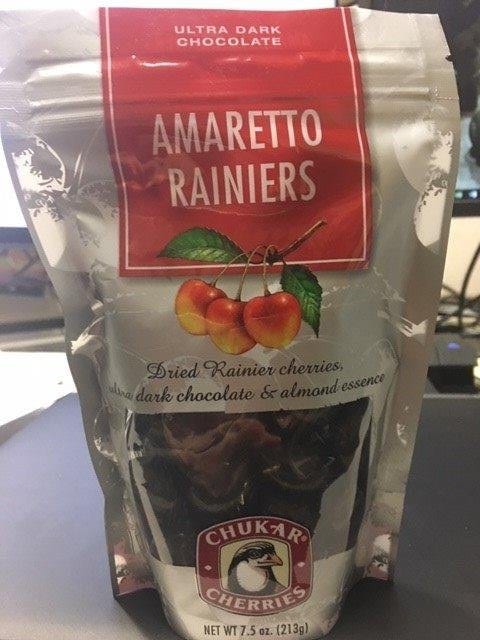 ULTRA DARK
CHOCOLATE
AMARETTO
RAINIERS
Dried Rainier cherries,
ultra dark chocolate & almond essence
CHUKAR®
CHERRIES
NET WT 7.5 oz. (213g)